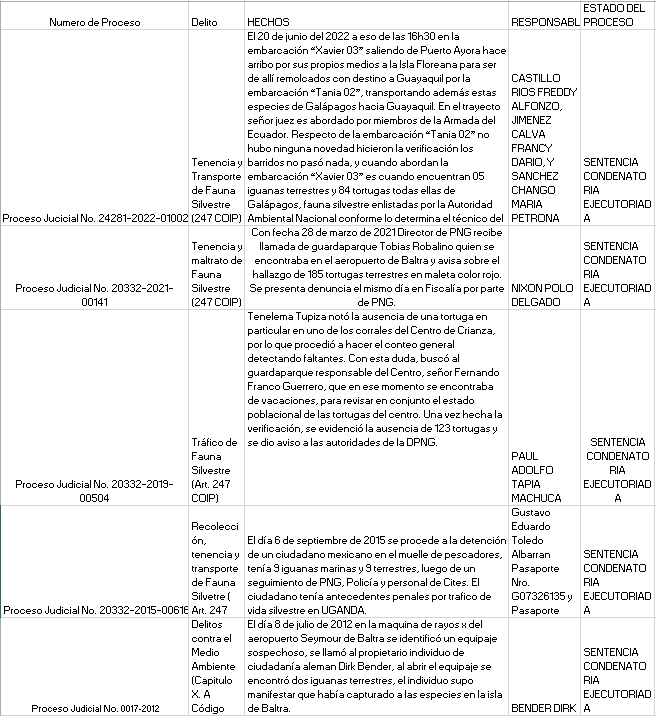 Numero de Proceso
Delito
HECHOS
RESPONSABL
ESTADO DEL
PROCESO
Proceso Jucicial No. 24281-2022-01002
Tenencia y
Transporte
de Fauna
Silvestre
(247 COIP)
El 20 de junio del 2022 a eso de las 16h30 en la
embarcación “Xavier 03” saliendo de Puerto Ayora hace
arribo por sus propios medios a la Isla Floreana para ser
de allí remolcados con destino a Guayaquil por la
embarcación “Tania 02”, transportando además estas
especies de Galápagos hacia Guayaquil. En el trayecto
señor juez es abordado por miembros de la Armada del
Ecuador. Respecto de la embarcación “Tania 02” no
hubo ninguna novedad hicieron la verificación los
barridos no pasó nada, y cuando abordan la
embarcación “Xavier 03” es cuando encuentran 05
iguanas terrestres y 84 tortugas todas ellas de
Galápagos, fauna silvestre enlistadas por la Autoridad
Ambiental Nacional conforme lo determina el técnico del
CASTILLO
RIOS FREDDY
ALFONZO,
JIMENEZ
CALVA
FRANCY
DARIO, Y
SANCHEZ
CHANGO
MARIA
PETRONA
SENTENCIA
CONDENATO
RIA
EJECUTORIAD
A
Proceso Judicial No. 20332-2021-
00141
Tenencia y
maltrato de
Fauna
Silvestre
(247 COIP)
Con fecha 28 de marzo de 2021 Director de PNG recibe
llamada de guardaparque Tobias Robalino quien se
encontraba en el aeropuerto de Baltra y avisa sobre el
hallazgo de 185 tortugas terrestres en maleta color rojo.
Se presenta denuncia el mismo día en Fiscalía por parte
de PNG.
NIXON POLO
DELGADO
SENTENCIA
CONDENATO
RIA
EJECUTORIAD
A
Proceso Judicial No. 20332-2019-
00504
Tráfico de
Fauna
Silvestre
(Art. 247
COIP)
Tenelema Tupiza notó la ausencia de una tortuga en
particular en uno de los corrales del Centro de Crianza,
por lo que procedió a hacer el conteo general
detectando faltantes. Con esta duda, buscó al
guardaparque responsable del Centro, señor Fernando
Franco Guerrero, que en ese momento se encontraba
de vacaciones, para revisar en conjunto el estado
poblacional de las tortugas del centro. Una vez hecha la
verificación, se evidenció la ausencia de 123 tortugas y
se dio aviso a las autoridades de la DPNG.
PAUL
ADOLFO
TAPIA
MACHUCA
SENTENCIA
CONDENATO
RIA
EJECUTORIAD
A
Proceso Judicial No. 20332-2015-00616
Recolecci
ón,
tenencia y
transporte
de Fauna
Silvetre (
Art. 247
El día 6 de septiembre de 2015 se procede a la detención
de un ciudadano mexicano en el muelle de pescadores,
tenía 9 iguanas marinas y 9 terrestres, luego de un
seguimiento de PNG, Policía y personal de Cites. El
ciudadano tenía antecedentes penales por trafico de
vida silvestre en UGANDA.
Gustavo
Eduardo
Toledo
Albarran
Pasaporte
Nro.
G07326135 y
Pasaporte
SENTENCIA
CONDENATO
RIA
EJECUTORIAD
A
Proceso Judicial No. 0017-2012
Delitos
contra el
Medio
Ambiente
(Capitulo
X. A
Código
El día 8 de julio de 2012 en la maquina de rayos x del
aeropuerto Seymour de Baltra se identificó un equipaje
sospechoso, se llamó al propietario individuo de
ciudadanía aleman Dirk Bender, al abrir el equipaje se
encontró dos iguanas terrestres, el individuo supo
manifestar que había capturado a las especies en la isla
de Baltra.
BENDER DIRK
SENTENCIA
CONDENATO
RIA
EJECUTORIAD
A